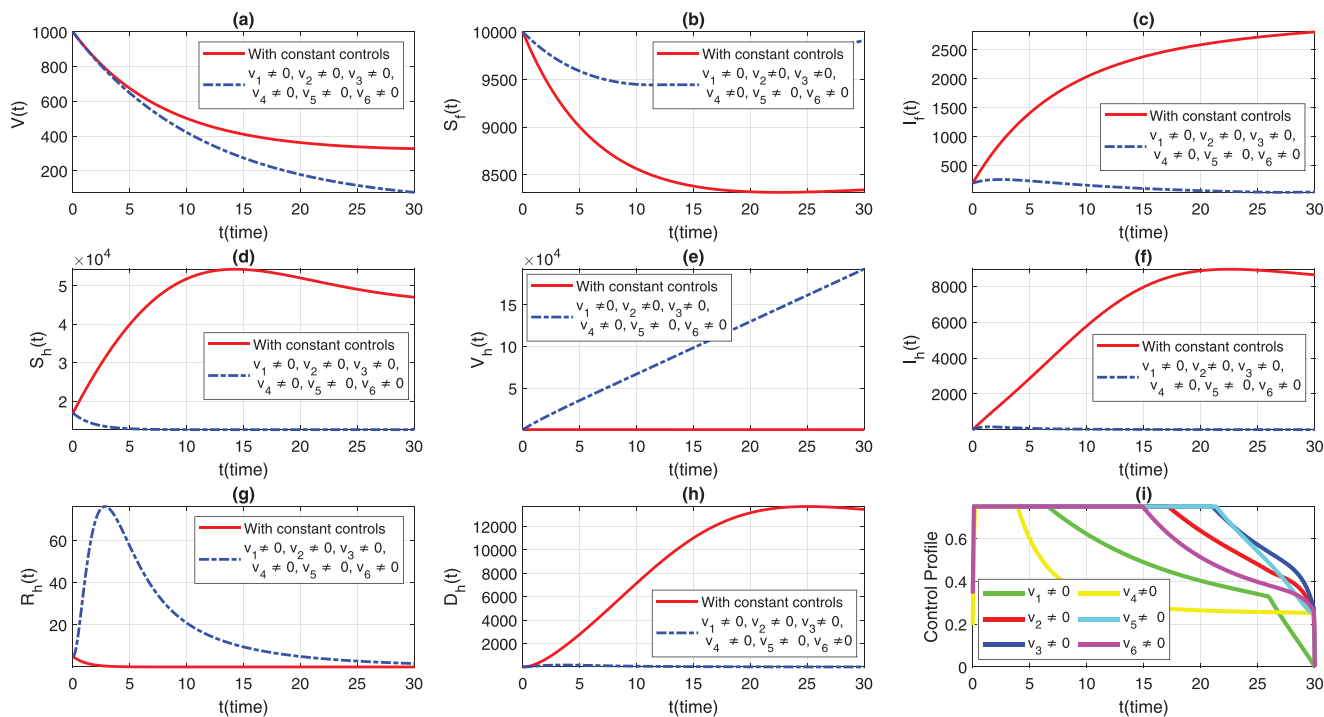 (a)
V(t)
1000
800
600
400
200
0 5 10 15 20 25 30
t(time)
With constant controls
v1 ≠ 0, v2 ≠ 0, v3 ≠ 0,
v4 ≠ 0, v5 ≠ 0, v6 ≠ 0
(b)
Sf(t)
10000
9500
9000
8500
0 5 10 15 20 25 30
t(time)
With constant controls
v1 ≠ 0, v2 ≠0, v3 ≠0,
v4 ≠0, v5 ≠ 0, v6 ≠ 0
(c)
If(t)
2500
2000
1500
1000
500
0 5 10 15 20 25 30
t(time)
With constant controls
v1 ≠ 0, v2 ≠ 0, v3 ≠ 0,
v4 ≠ 0, v5 ≠ 0, v6 ≠ 0
(d)
×10^4
Sh(t)
5
4
3
2
0 5 10 15 20 25 30
t(time)
With constant controls
v1 ≠ 0, v2 ≠ 0, v3 ≠ 0,
v4 ≠ 0, v5 ≠ 0, v6 ≠ 0
(e)
×10^4
Vh(t)
15
10
5
0 5 10 15 20 25 30
t(time)
With constant controls
v1 ≠0, v2 ≠0, v3≠0,
v4 ≠ 0, v5 ≠ 0, v6 ≠ 0
(f)
Ih(t)
8000
6000
4000
2000
0 5 10 15 20 25 30
t(time)
With constant controls
v1 ≠ 0, v2≠ 0, v3 ≠ 0,
v4 ≠ 0, v5 ≠ 0, v6 ≠ 0
(g)
Rh(t)
60
40
20
0 5 10 15 20 25 30
t(time)
With constant controls
v1≠ 0, v2 ≠ 0, v3 ≠ 0,
v4 ≠ 0, v5 ≠ 0, v6 ≠ 0
(h)
Dh(t)
12000
10000
8000
6000
4000
2000
0 5 10 15 20 25 30
t(time)
With constant controls
v1 ≠ 0, v2 ≠ 0, v3≠ 0,
v4 ≠ 0, v5 ≠ 0, v6 ≠0
(i)
Control Profile
0.6
0.4
0.2
0
0 5 10 15 20 25 30
t(time)
v1 ≠ 0 v4≠0
v2 ≠ 0 v5≠ 0
v3 ≠ 0 v6 ≠ 0